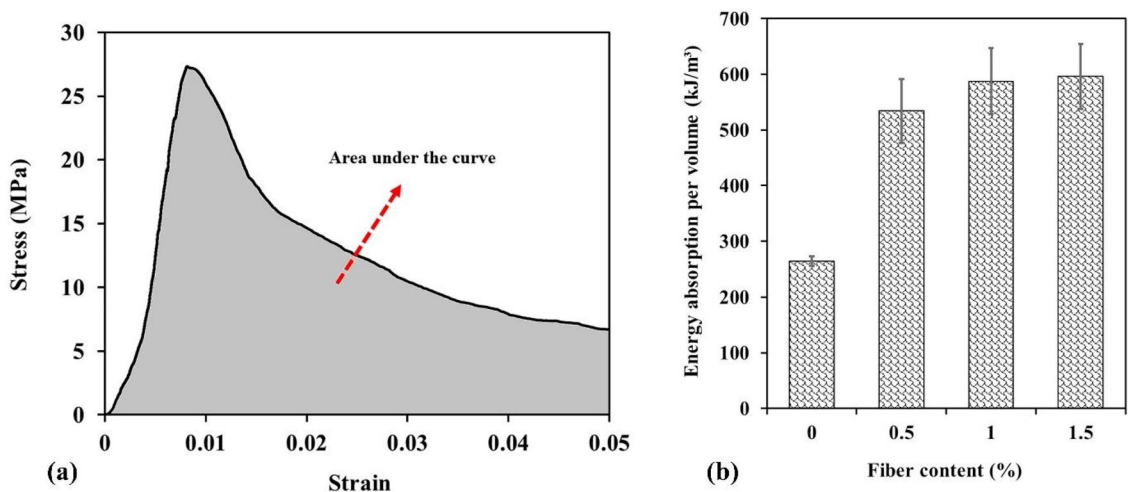 Stress (MPa)
30
25
20
15
10
5
0
Area under the curve
0 0.01 0.02 0.03 0.04 0.05
(a) Strain
Energy absorption per volume (kJ/m³)
700
600
500
400
300
200
100
0
0 0.5 1 1.5
(b) Fiber content (%)